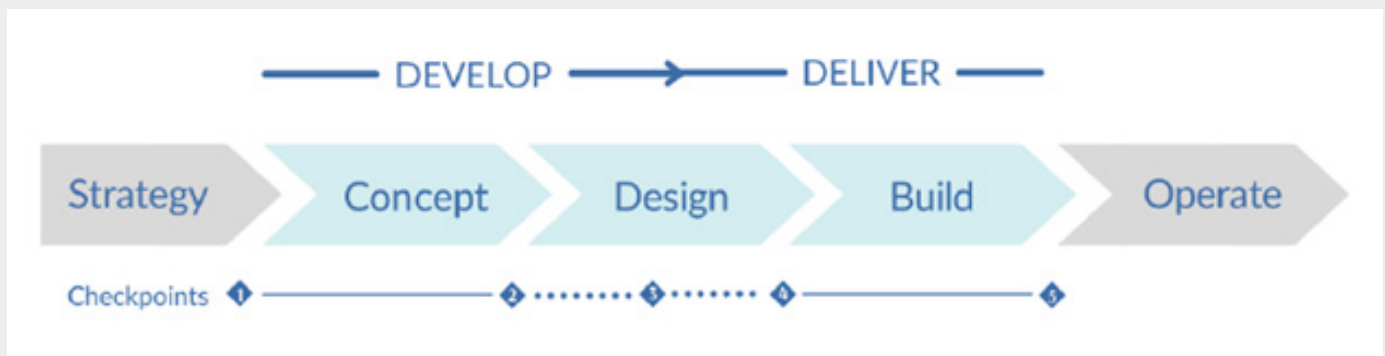 DEVELOP DELIVER
Strategy Concept Design Build Operate
Checkpoints 1 2 3 4 5